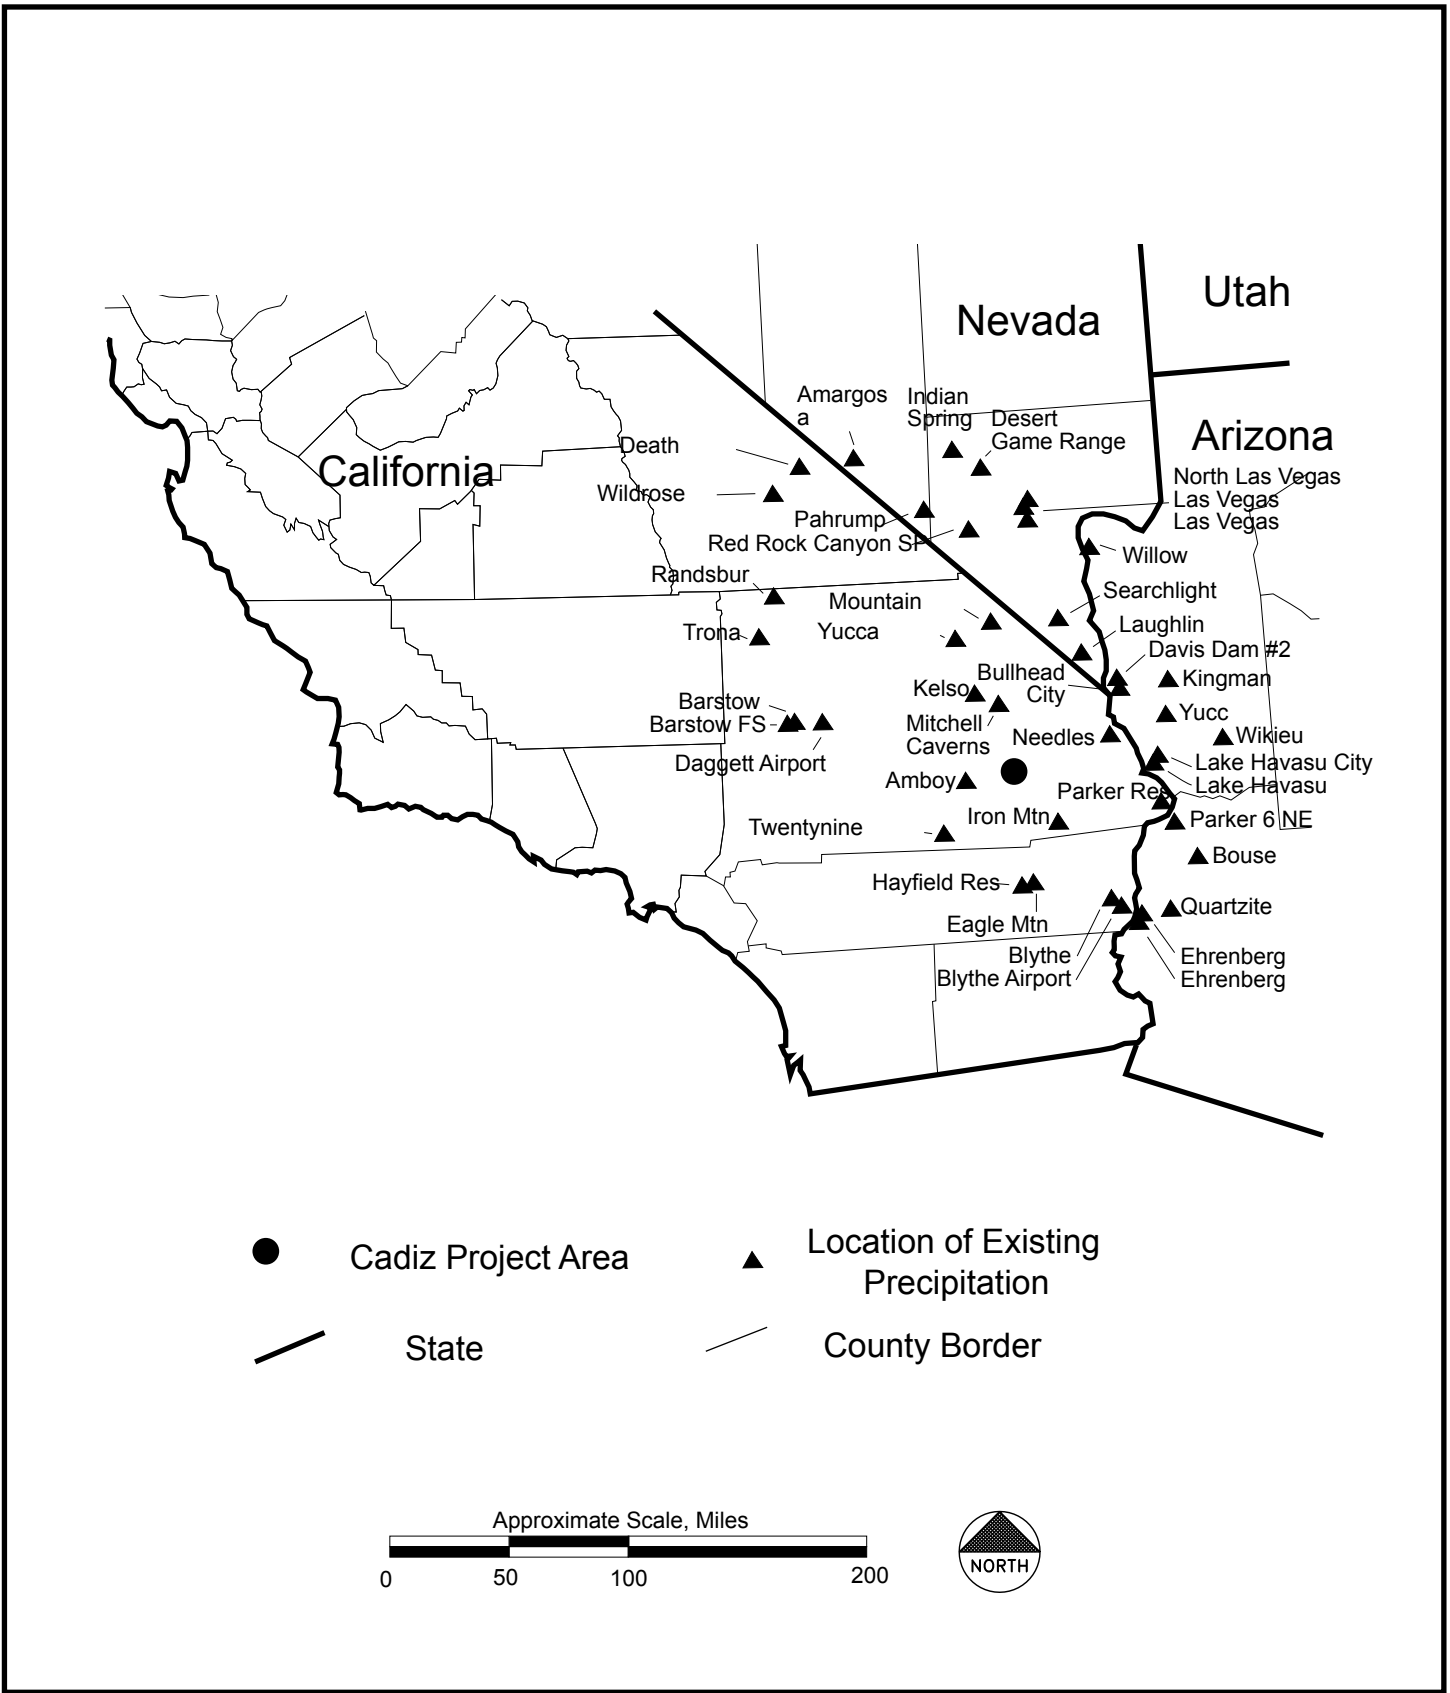 Utah
Nevada
Amargos
a
Indian
Spring
Desert
Game Range
Arizona
Death
California
North Las Vegas
Wildrose
Las Vegas
Pahrump
Las Vegas
Red Rock Canyon SP
Willow
Randsbur
Searchlight
Mountain
Laughlin
Trona
Yucca
Davis Dam #2
Bullhead
City
Kingman
Kelso
Barstow
Yucc
Barstow FS
Mitchell
Caverns
Needles
Wikieu
Daggett Airport
Lake Havasu City
Amboy
Lake Havasu
Parker Res
Iron Mtn
Parker 6 NE
Twentynine
Bouse
Hayfield Res
Quartzite
Eagle Mtn
Blythe
Ehrenberg
Blythe Airport
Ehrenberg
Cadiz Project Area
Location of Existing
Precipitation
State
County Border
Approximate Scale, Miles
0 50 100 200
NORTH